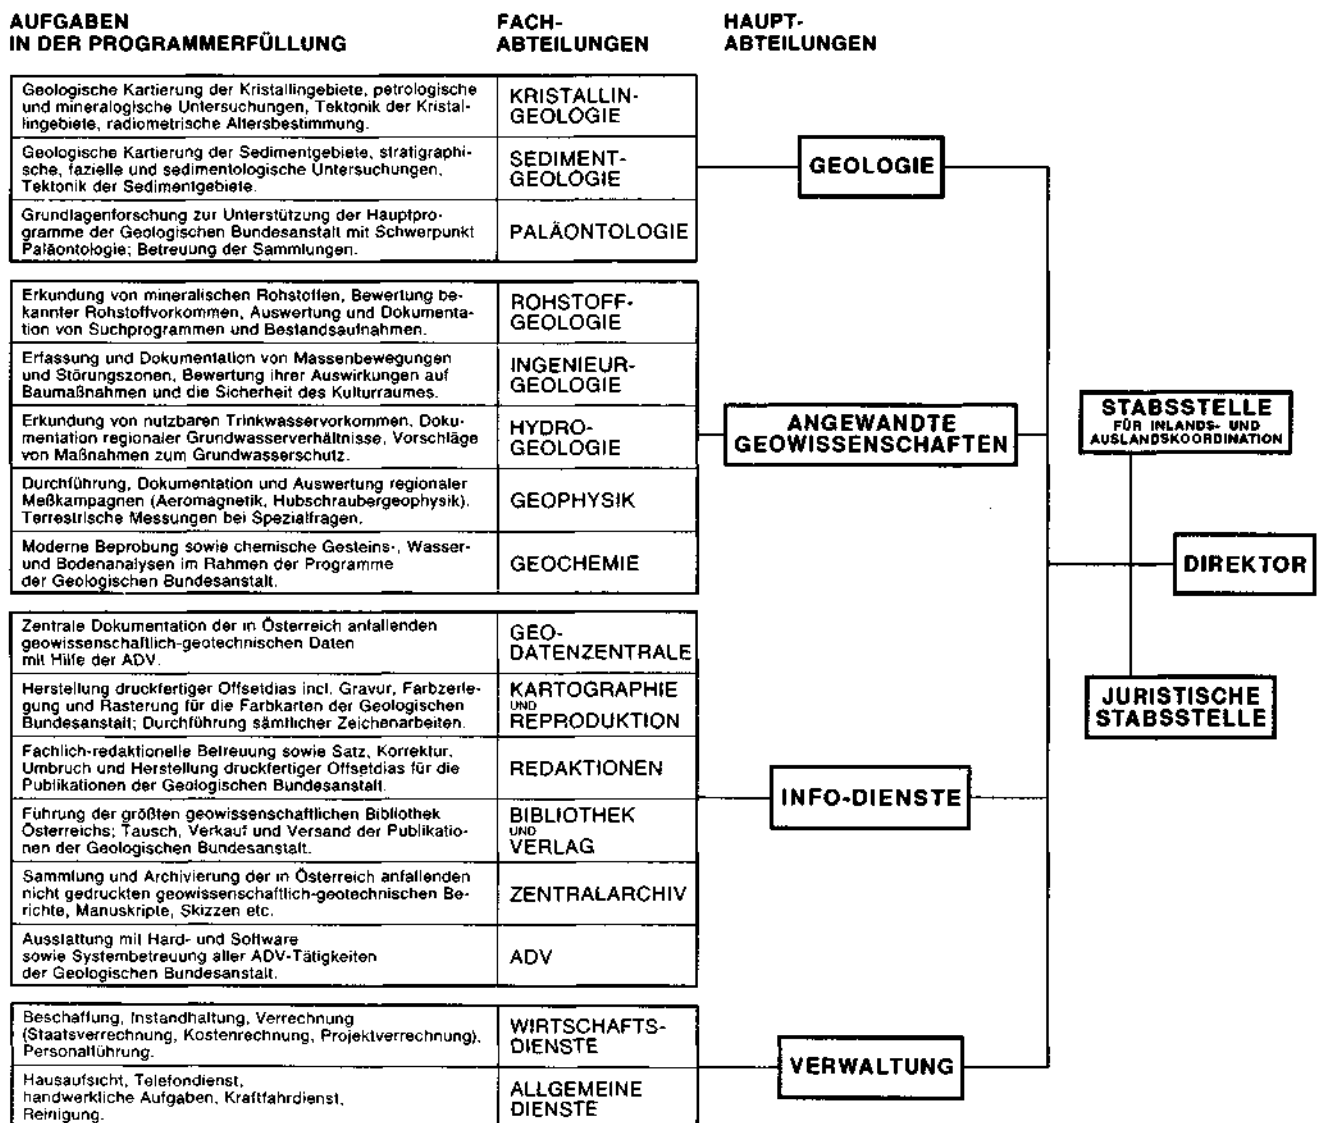 AUFGABEN
IN DER PROGRAMMERFÜLLUNG
FACH-
ABTEILUNGEN
HAUPT-
ABTEILUNGEN
Geologische Kartierung der Kristallingebiete, petrologische
und mineralogische Untersuchungen, Tektonik der Kristal-
lingebiete, radiometrische Altersbestimmung.
KRISTALLIN-
GEOLOGIE
Geologische Kartierung der Sedimentgebiete, stratigraphi-
sche, fazielle und sedimentologische Untersuchungen,
Tektonik der Sedimentgebiete.
SEDIMENT-
GEOLOGIE
Grundlagenforschung zur Unterstützung der Hauptpro-
gramme der Geologischen Bundesanstalt mit Schwerpunkt
Paläontologie; Betreuung der Sammlungen.
PALÄONTOLOGIE
GEOLOGIE
Erkundung von mineralischen Rohstoffen, Bewertung be-
kannter Rohstoffvorkommen, Auswertung und Dokumenta-
tion von Suchprogrammen und Bestandsaufnahmen.
ROHSTOFF-
GEOLOGIE
Erfassung und Dokumentation von Massenbewegungen
und Störungszonen, Bewertung ihrer Auswirkungen auf
Baumaßnahmen und die Sicherheit des Kulturraumes.
INGENIEUR-
GEOLOGIE
Erkundung von nutzbaren Trinkwasservorkommen, Doku-
mentation regionaler Grundwasserverhältnisse, Vorschläge
von Maßnahmen zum Grundwasserschutz.
HYDRO-
GEOLOGIE
Durchführung, Dokumentation und Auswertung regionaler
Meßkampagnen (Aeromagnetik, Hubschraubergeophysik).
Terrestrische Messungen bei Spezialfragen.
GEOPHYSIK
Moderne Beprobung sowie chemische Gesteins-, Wasser-
und Bodenanalysen im Rahmen der Programme
der Geologischen Bundesanstalt.
GEOCHEMIE
ANGEWANDTE
GEOWISSENSCHAFTEN
STABSSTELLE
FÜR INLANDS- UND
AUSLANDSKOORDINATION
DIREKTOR
JURISTISCHE
STABSSTELLE
Zentrale Dokumentation der in Österreich anfallenden
geowissenschaftlich-geotechnischen Daten
mit Hilfe der ADV.
GEO-
DATENZENTRALE
Herstellung druckfertiger Offsetdias incl. Gravur, Farbzerle-
gung und Rasterung für die Farbkarten der Geologischen
Bundesanstalt; Durchführung sämtlicher Zeichenarbeiten.
KARTOGRAPHIE
UND
REPRODUKTION
Fachlich-redaktionelle Betreuung sowie Satz, Korrektur,
Umbruch und Herstellung druckfertiger Offsetdias für die
Publikationen der Geologischen Bundesanstalt.
REDAKTIONEN
Führung der größten geowissenschaftlichen Bibliothek
Österreichs; Tausch, Verkauf und Versand der Publikatio-
nen der Geologischen Bundesanstalt.
BIBLIOTHEK
UND
VERLAG
Sammlung und Archivierung der in Österreich anfallenden
nicht gedruckten geowissenschaftlich-geotechnischen Be-
richte, Manuskripte, Skizzen etc.
ZENTRALARCHIV
Ausstattung mit Hard- und Software
sowie Systembetreuung aller ADV-Tätigkeiten
der Geologischen Bundesanstalt.
ADV
INFO-DIENSTE
Beschaffung, Instandhaltung, Verrechnung
(Staatsverrechnung, Kostenrechnung, Projektverrechnung),
Personalführung.
WIRTSCHAFTS-
DIENSTE
Hausaufsicht, Telefondienst,
handwerkliche Aufgaben, Kraftfahrdienst,
Reinigung.
ALLGEMEINE
DIENSTE
VERWALTUNG